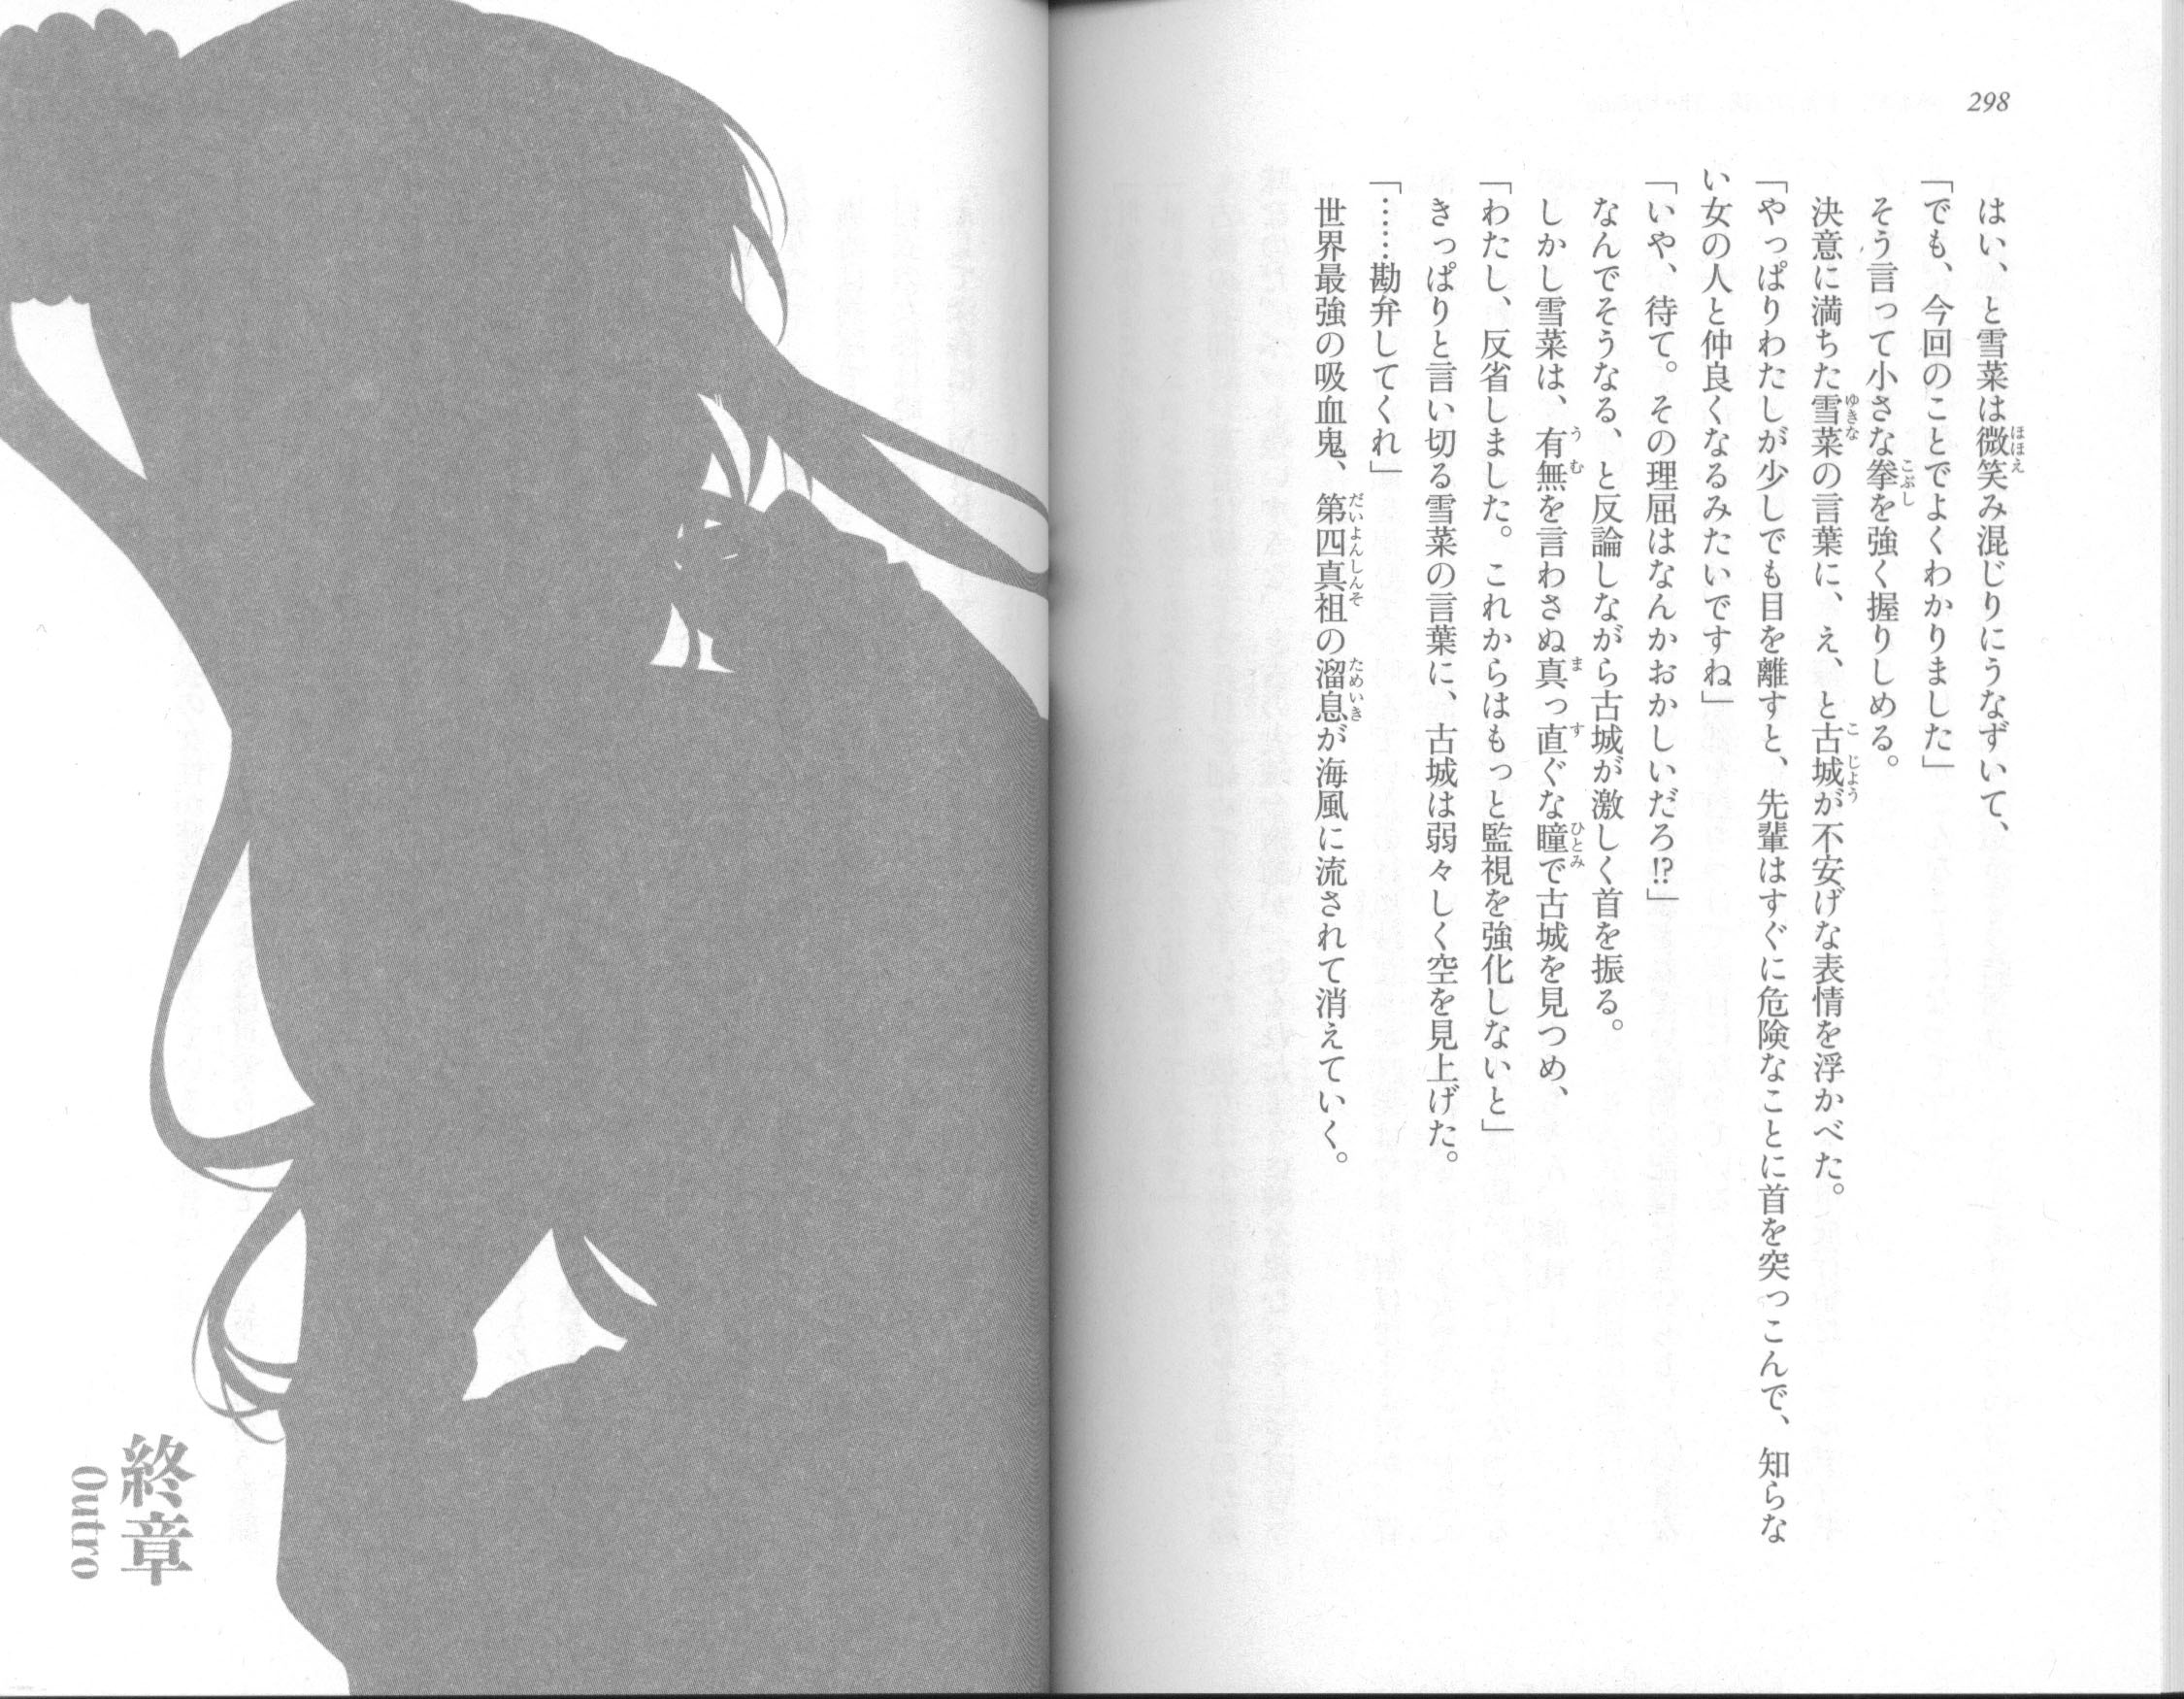 298
はい、と雪菜は微笑み混じりにうなずいて、
「でも、今回のことでよくわかりました」
そう言って小さな拳を強く握りしめる。
決意に満ちた雪菜の言葉に、え、と古城が不安げな表情を浮かべた。
「やっぱりわたしが少しでも目を離すと、先輩はすぐに危険なことに首を突っこんで、知らな
い女の人と仲良くなるみたいですね」
「いや、待て。その理屈はなんかおかしいだろ!?」
なんでそうなる、と反論しながら古城が激しく首を振る。
しかし雪菜は、有無を言わさぬ真っ直ぐな瞳で古城を見つめ、
「わたし、反省しました。これからはもっと監視を強化しないと」
きっぱりと言い切る雪菜の言葉に、古城は弱々しく空を見上げた。
「……勘弁してくれ」
世界最強の吸血鬼、第四真祖の溜息が海風に流されて消えていく。
終章
Outro